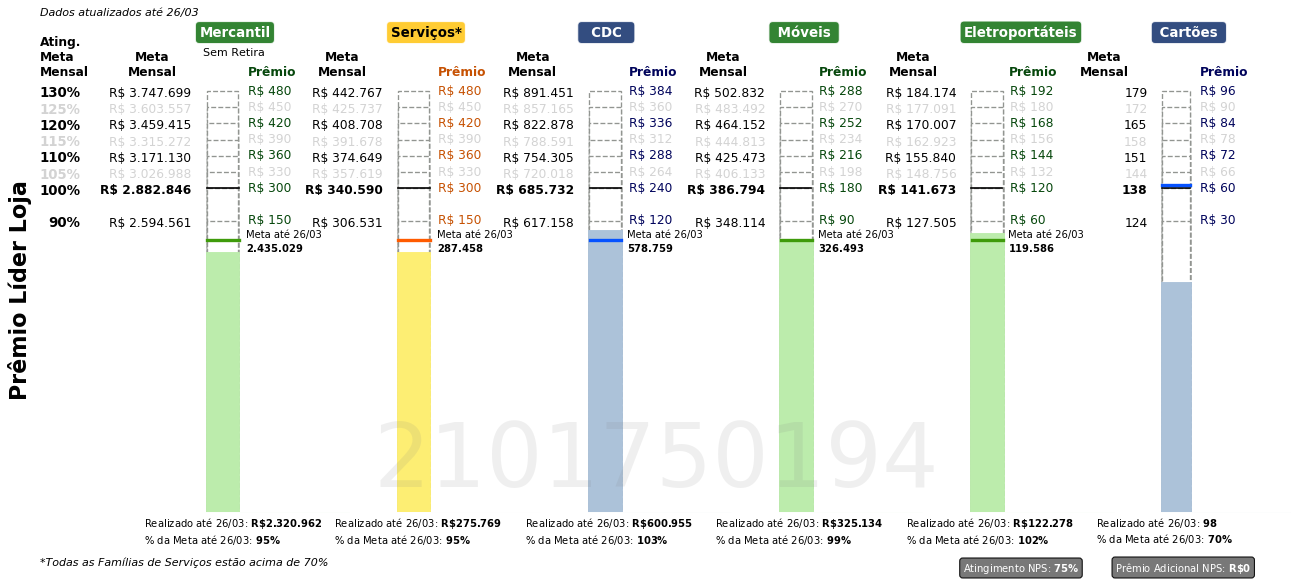 Dados atualizados até 26/03
Mercantil Serviços* CDC Móveis Eletroportáteis Cartões
Sem Retira
Ating. Meta Mensal
Meta Mensal Prêmio Meta Mensal Prêmio Meta Mensal Prêmio Meta Mensal Prêmio Meta Mensal Prêmio Meta Mensal Prêmio
130% R$ 3.747.699 R$ 480 R$ 442.767 R$ 480 R$ 891.451 R$ 384 R$ 502.832 R$ 288 R$ 184.174 R$ 192 179 R$ 96
125% R$ 3.603.557 R$ 450 R$ 425.737 R$ 450 R$ 857.165 R$ 360 R$ 483.492 R$ 270 R$ 177.091 R$ 180 172 R$ 90
120% R$ 3.459.415 R$ 420 R$ 408.708 R$ 420 R$ 822.878 R$ 336 R$ 464.152 R$ 252 R$ 170.007 R$ 168 165 R$ 84
115% R$ 3.315.272 R$ 390 R$ 391.678 R$ 390 R$ 788.591 R$ 312 R$ 444.813 R$ 234 R$ 162.923 R$ 156 158 R$ 78
110% R$ 3.171.130 R$ 360 R$ 374.649 R$ 360 R$ 754.305 R$ 288 R$ 425.473 R$ 216 R$ 155.840 R$ 144 151 R$ 72
105% R$ 3.026.988 R$ 330 R$ 357.619 R$ 330 R$ 720.018 R$ 264 R$ 406.133 R$ 198 R$ 148.756 R$ 132 144 R$ 66
100% R$ 2.882.846 R$ 300 R$ 340.590 R$ 300 R$ 685.732 R$ 240 R$ 386.794 R$ 180 R$ 141.673 R$ 120 138 R$ 60
90% R$ 2.594.561 R$ 150 R$ 306.531 R$ 150 R$ 617.158 R$ 120 R$ 348.114 R$ 90 R$ 127.505 R$ 60 124 R$ 30
Meta até 26/03 Meta até 26/03 Meta até 26/03 Meta até 26/03 Meta até 26/03
2.435.029 287.458 578.759 326.493 119.586
Prêmio Líder Loja
2101750194
Realizado até 26/03: R$2.320.962 Realizado até 26/03: R$275.769 Realizado até 26/03: R$600.955 Realizado até 26/03: R$325.134 Realizado até 26/03: R$122.278 Realizado até 26/03: 98
% da Meta até 26/03: 95% % da Meta até 26/03: 95% % da Meta até 26/03: 103% % da Meta até 26/03: 99% % da Meta até 26/03: 102% % da Meta até 26/03: 70%
*Todas as Famílias de Serviços estão acima de 70%
Atingimento NPS: 75% Prêmio Adicional NPS: R$0